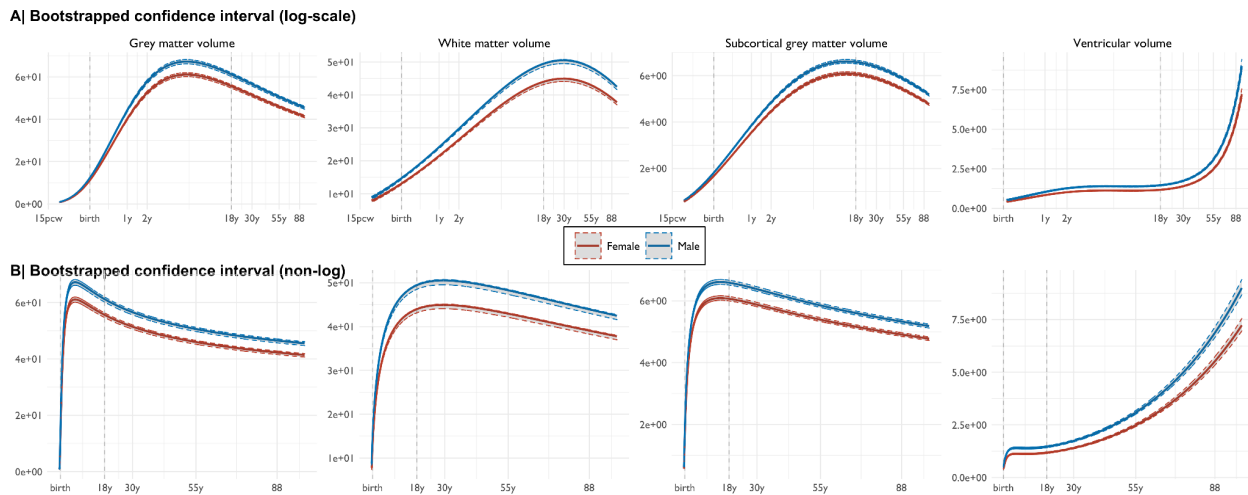 A| Bootstrapped confidence interval (log-scale)
Grey matter volume
White matter volume
Subcortical grey matter volume
Ventricular volume
6e+01
4e+01
2e+01
0e+00
15pcw birth 1y 2y 18y 30y 55y 88
5e+01
4e+01
3e+01
2e+01
1e+01
15pcw birth 1y 2y 18y 30y 55y 88
6e+00
4e+00
2e+00
15pcw birth 1y 2y 18y 30y 55y 88
7.5e+00
5.0e+00
2.5e+00
0.0e+00
birth 1y 2y 18y 30y 55y 88
Female Male
B| Bootstrapped confidence interval (non-log)
6e+01
4e+01
2e+01
0e+00
birth 18y 30y 55y 88
5e+01
4e+01
3e+01
2e+01
1e+01
birth 18y 30y 55y 88
6e+00
4e+00
2e+00
birth 18y 30y 55y 88
7.5e+00
5.0e+00
2.5e+00
0.0e+00
birth 18y 30y 55y 88